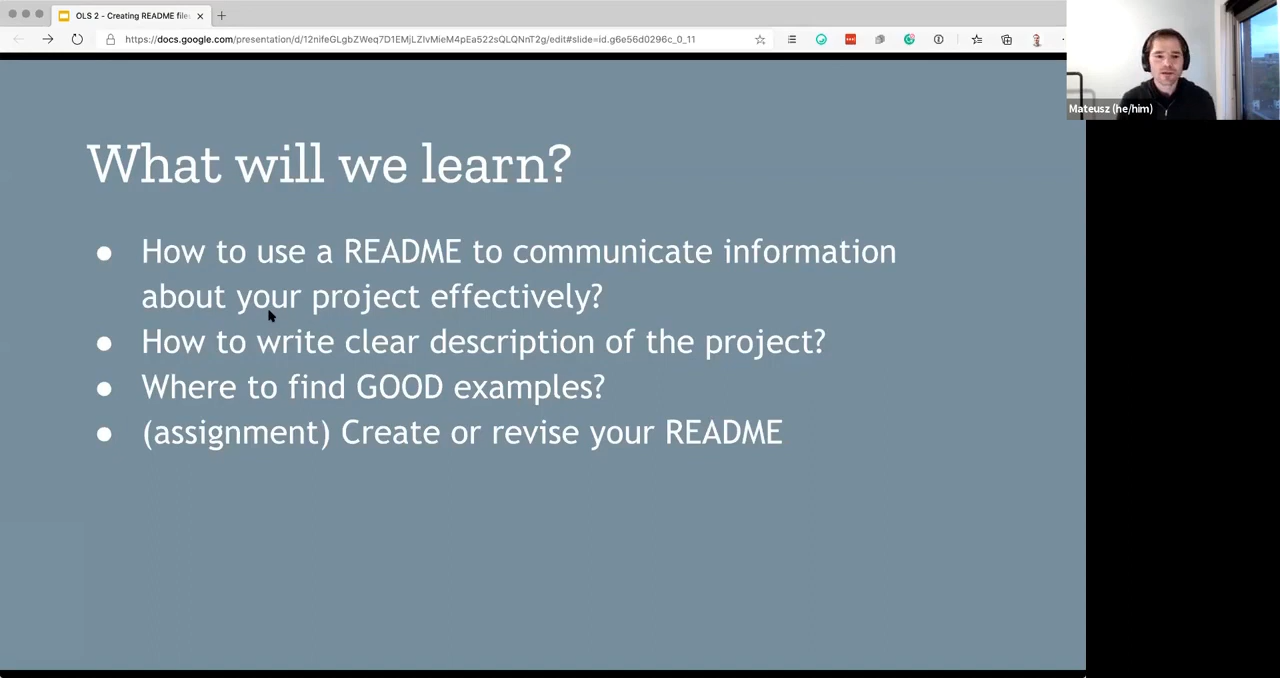 OLS 2 - Creating README file
https://docs.google.com/presentation/d/12nifeGLgbZWeq7D1EMjLZIvMieM4pEa522sQLQNnT2g/edit#slide=id.g6e56d0296c_0_11
Mateusz (he/him)
What will we learn?
● How to use a README to communicate information
about your project effectively?
● How to write clear description of the project?
● Where to find GOOD examples?
● (assignment) Create or revise your README